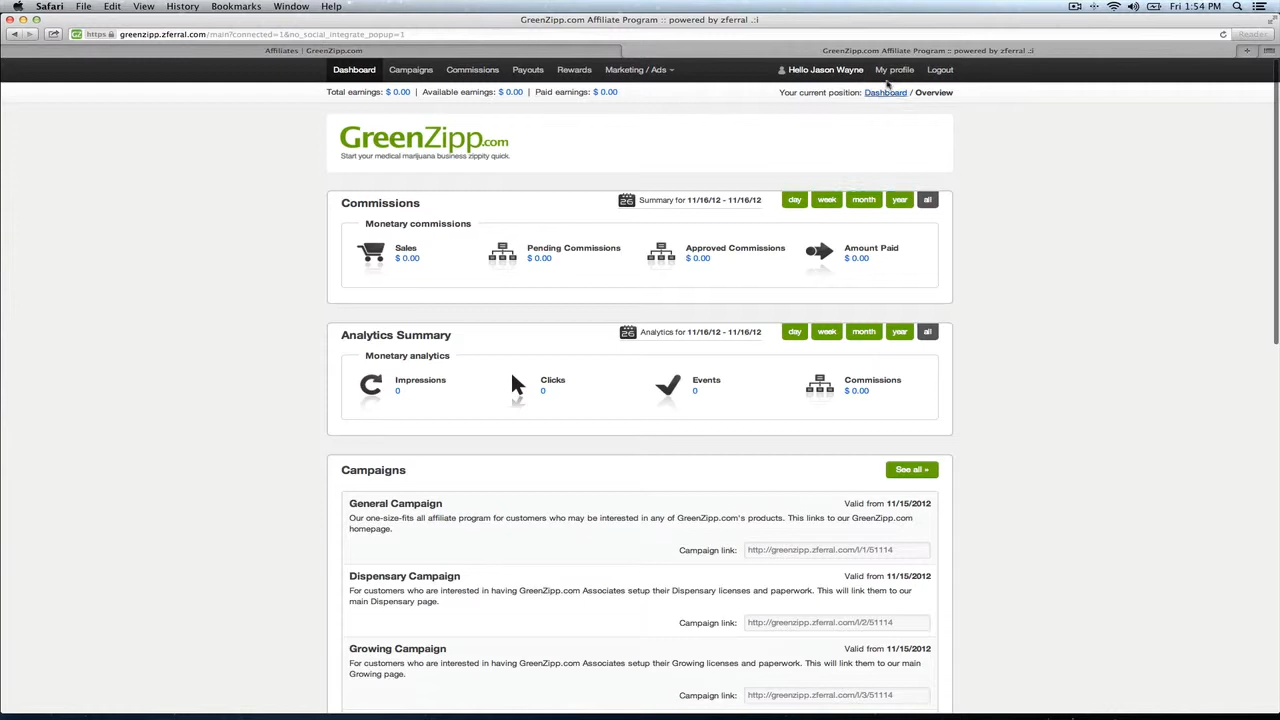 Safari File Edit View History Bookmarks Window Help Fri 1:54 PM
GreenZipp.com Affiliate Program :: powered by zferral .:i
https greenzipp.zferral.com/main?connected=1&no_social_integrate_popup=1 Reader
Affiliates | GreenZipp.com GreenZipp.com Affiliate Program :: powered by zferral .:i
Dashboard Campaigns Commissions Payouts Rewards Marketing / Ads Hello Jason Wayne My profile Logout
Total earnings: $ 0.00 | Available earnings: $ 0.00 | Paid earnings: $ 0.00 Your current position: Dashboard / Overview
GreenZipp.com
Start your medical marijuana business zippity quick.
Commissions 26 Summary for 11/16/12 - 11/16/12 day week month year all
Monetary commissions
Sales Pending Commissions Approved Commissions Amount Paid
$ 0.00 $ 0.00 $ 0.00 $ 0.00
Analytics Summary 26 Analytics for 11/16/12 - 11/16/12 day week month year all
Monetary analytics
Impressions Clicks Events Commissions
0 0 0 $ 0.00
Campaigns See all »
General Campaign Valid from 11/15/2012
Our one-size-fits all affiliate program for customers who may be interested in any of GreenZipp.com's products. This links to our GreenZipp.com
homepage.
Campaign link: http://greenzipp.zferral.com/l/1/51114
Dispensary Campaign Valid from 11/15/2012
For customers who are interested in having GreenZipp.com Associates setup their Dispensary licenses and paperwork. This will link them to our
main Dispensary page.
Campaign link: http://greenzipp.zferral.com/l/2/51114
Growing Campaign Valid from 11/15/2012
For customers who are interested in having GreenZipp.com Associates setup their Growing licenses and paperwork. This will link them to our main
Growing page.
Campaign link: http://greenzipp.zferral.com/l/3/51114